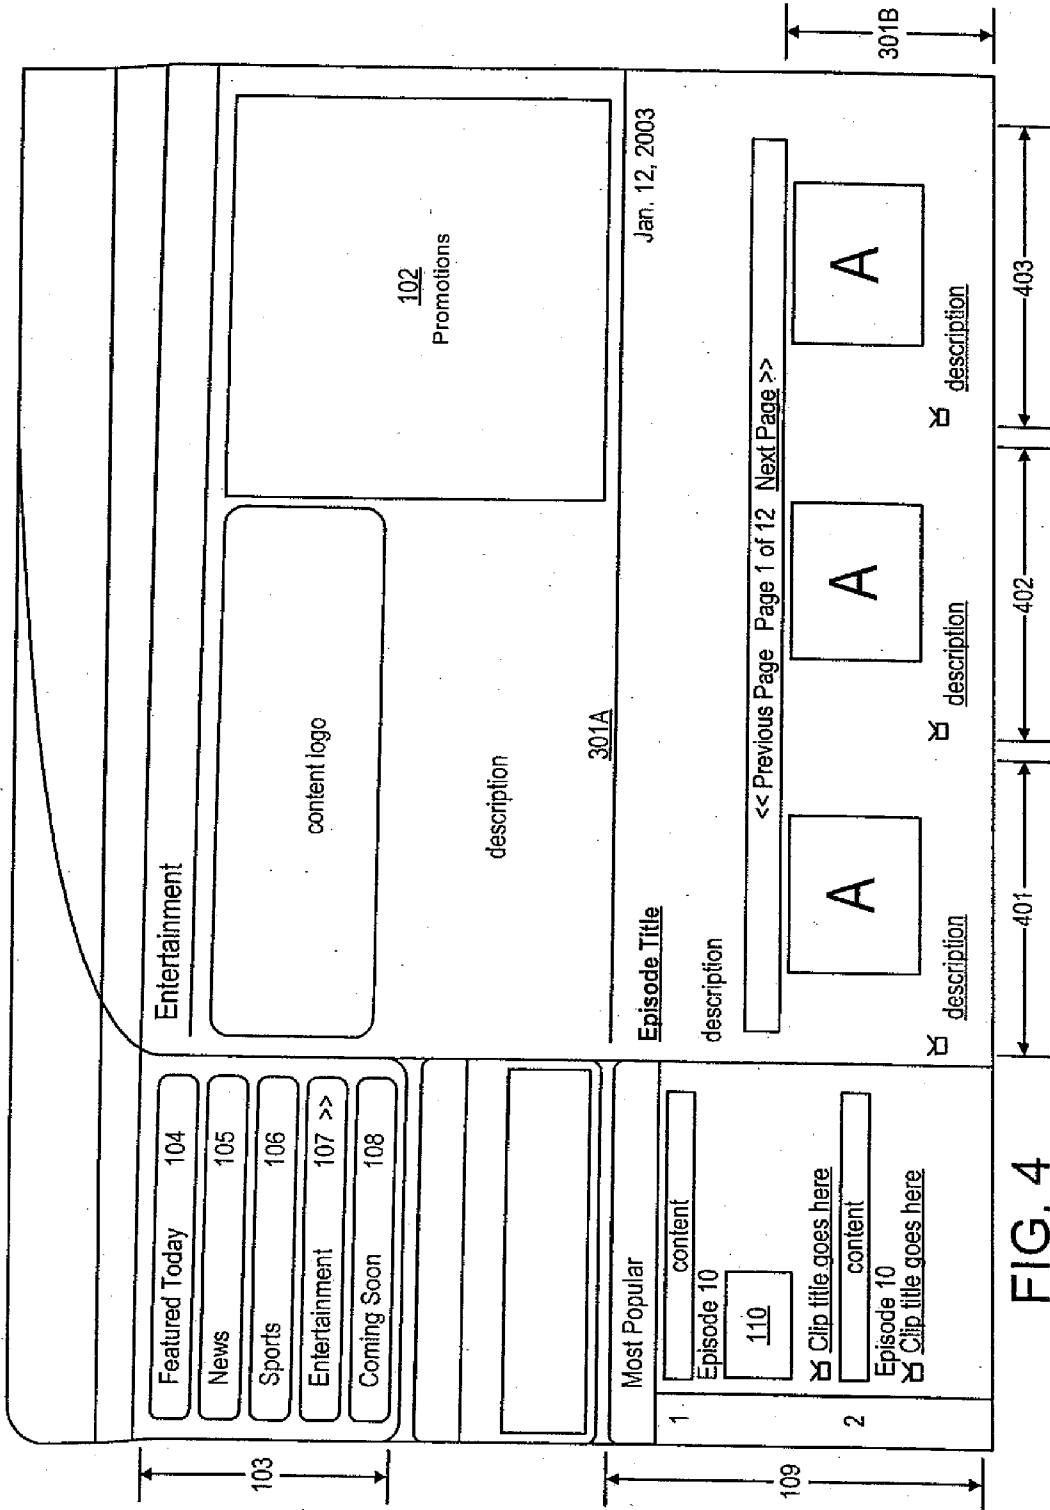 Entertainment
Featured Today 104
News 105
Sports 106
Entertainment 107 >>
Coming Soon 108
103
content logo
description
102
Promotions
301A
Most Popular
1
content
Episode 10
110
Clip title goes here
2
content
Episode 10
Clip title goes here
109
Episode Title
Jan. 12, 2003
description
<< Previous Page Page 1 of 12 Next Page >>
A
A
A
description
description
description
301B
401
402
403
FIG. 4